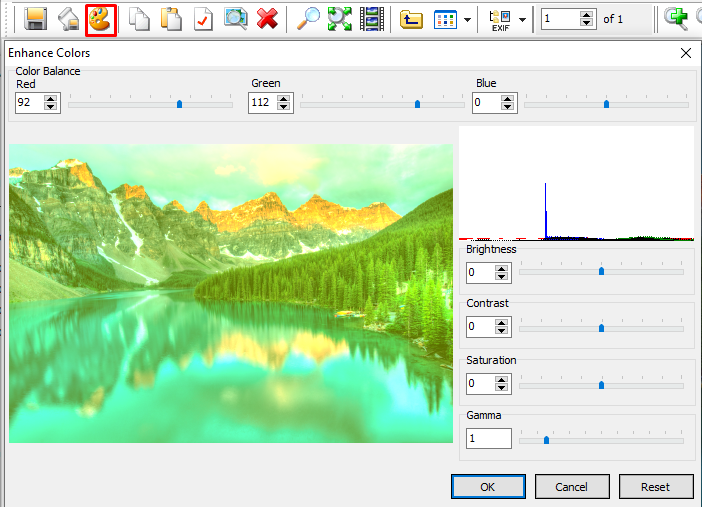 EXIF
1
of 1
Enhance Colors
Color Balance
Red
Green
Blue
92
112
0
Brightness
0
Contrast
0
Saturation
0
Gamma
1
OK
Cancel
Reset